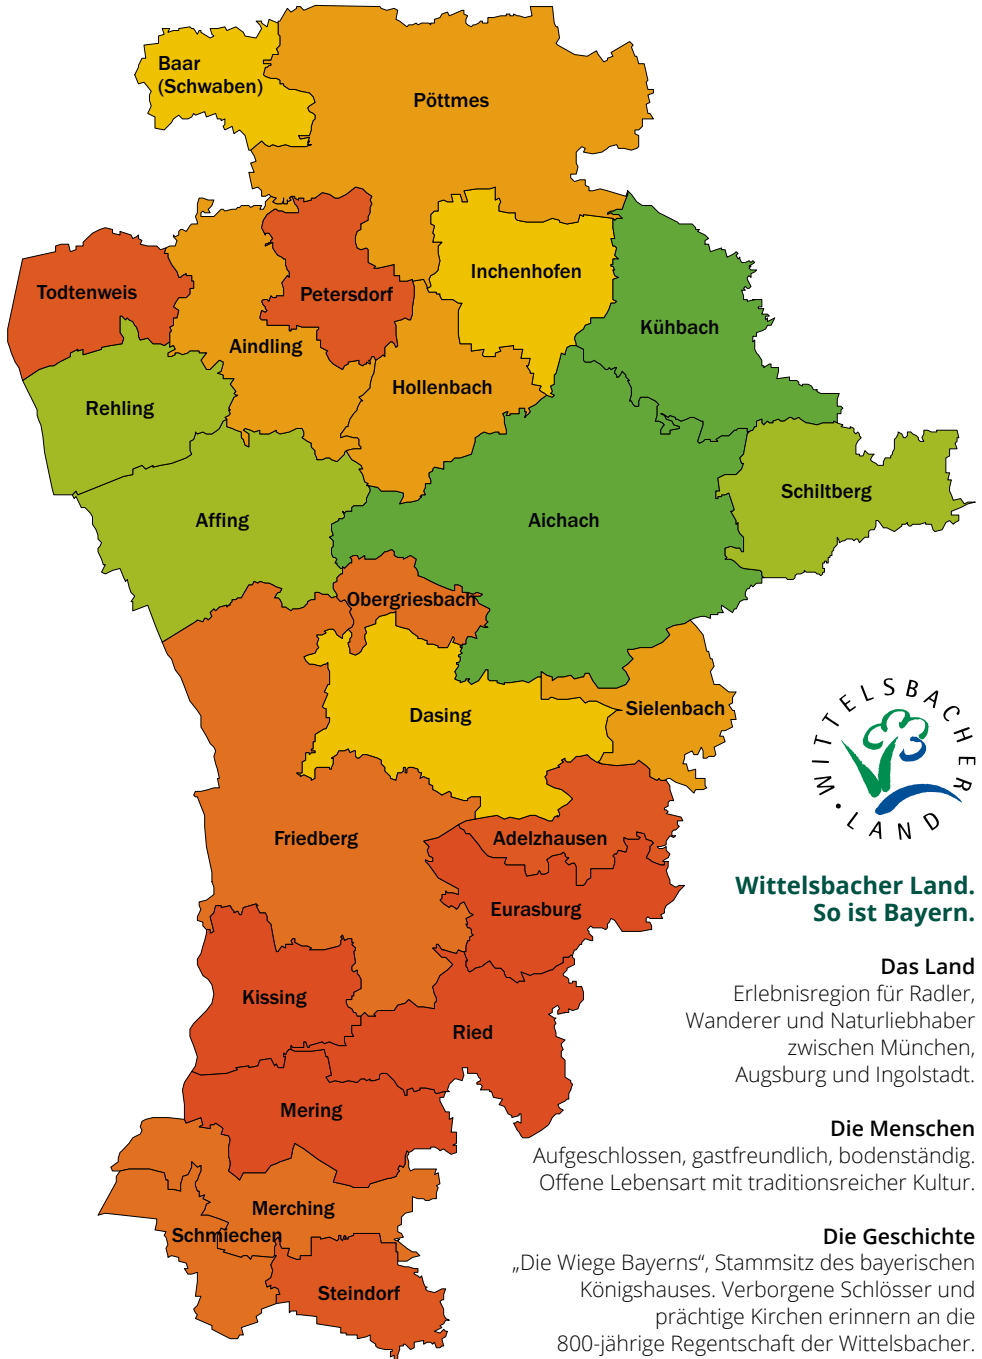 Baar
(Schwaben)
Pöttmes
Inchenhofen
Todtenweis
Petersdorf
Kühbach
Aindling
Hollenbach
Rehling
Schiltberg
Affing
Aichach
Obergriesbach
Sielenbach
Dasing
Friedberg
Adelzhausen
Eurasburg
Kissing
Ried
Mering
Merching
Schmiechen
Steindorf
WITTELSBACHER • LAND
Wittelsbacher Land.
So ist Bayern.
Das Land
Erlebnisregion für Radler,
Wanderer und Naturliebhaber
zwischen München,
Augsburg und Ingolstadt.
Die Menschen
Aufgeschlossen, gastfreundlich, bodenständig.
Offene Lebensart mit traditionsreicher Kultur.
Die Geschichte
„Die Wiege Bayerns“, Stammsitz des bayerischen
Königshauses. Verborgene Schlösser und
prächtige Kirchen erinnern an die
800-jährige Regentschaft der Wittelsbacher.